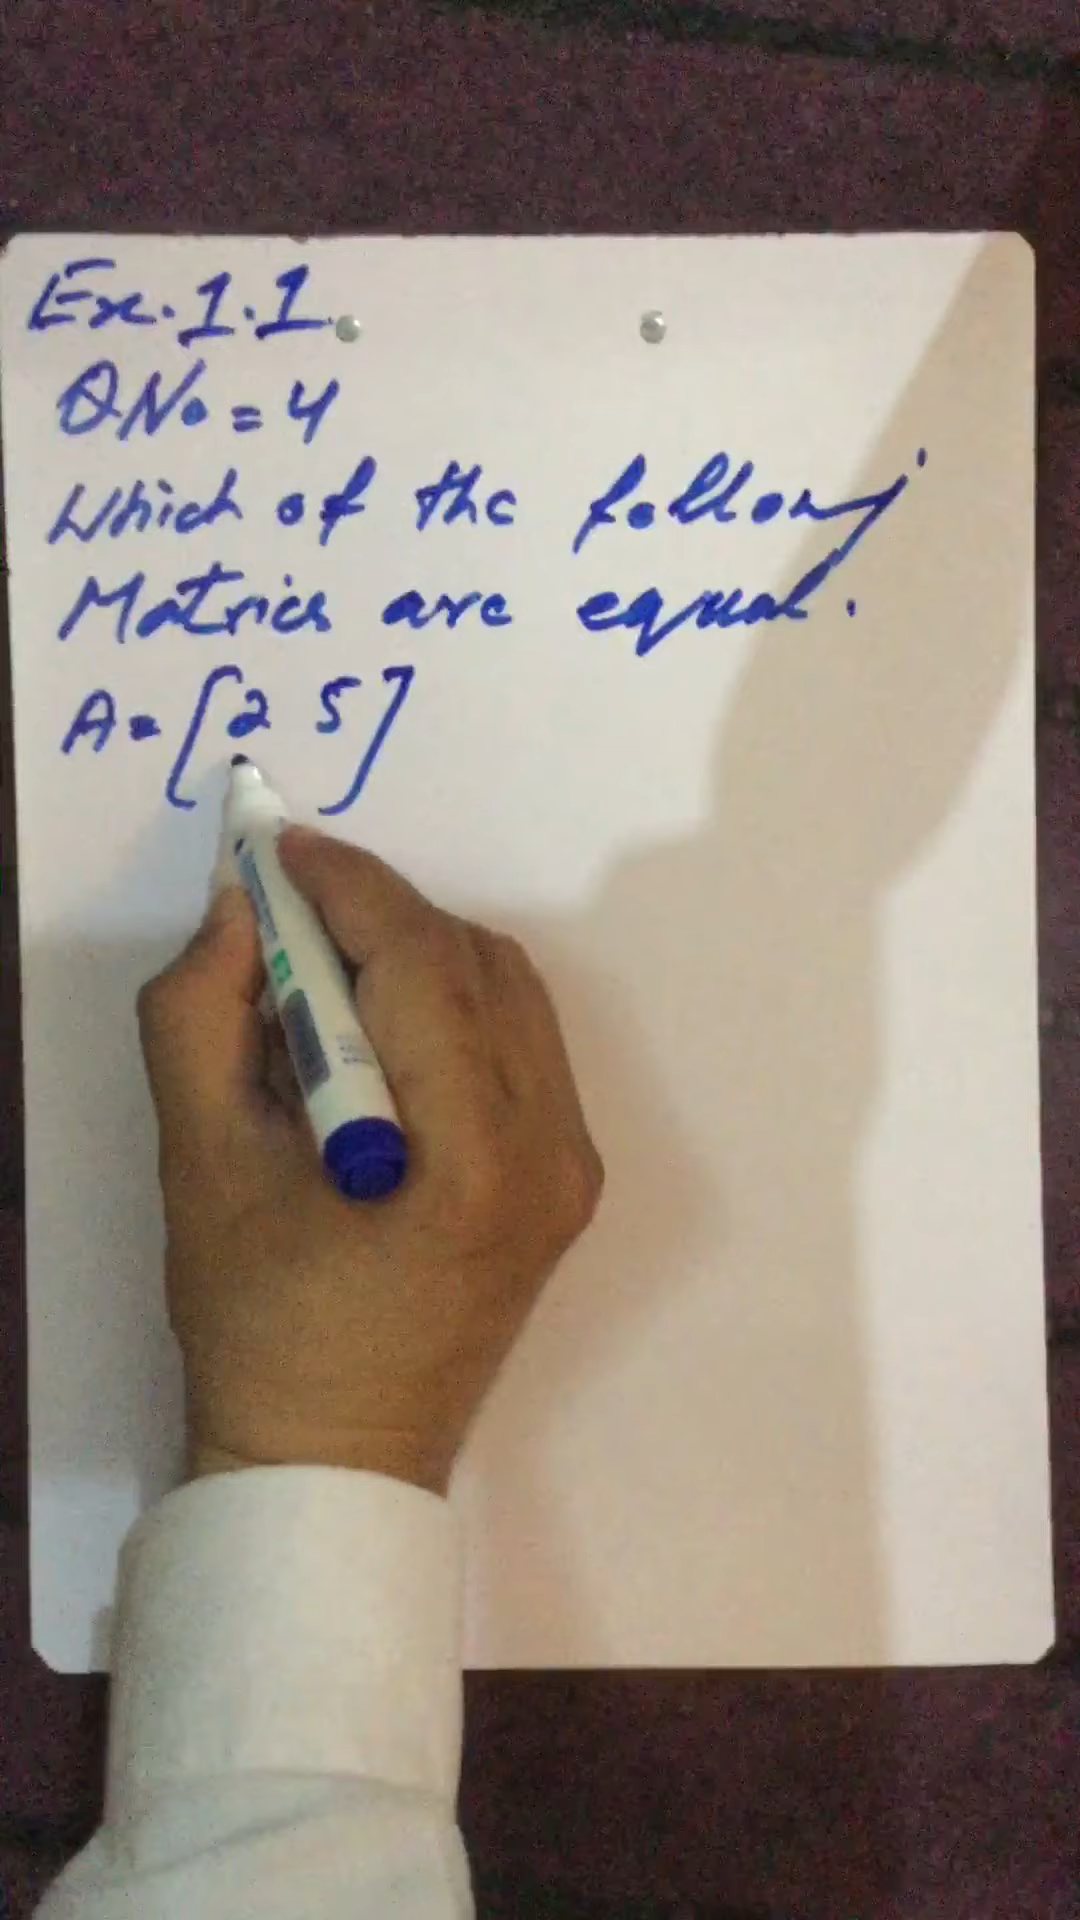 Ex. 1.1.
Q No = 4
Which of the following
Matrices are equal.
A = [2 5]